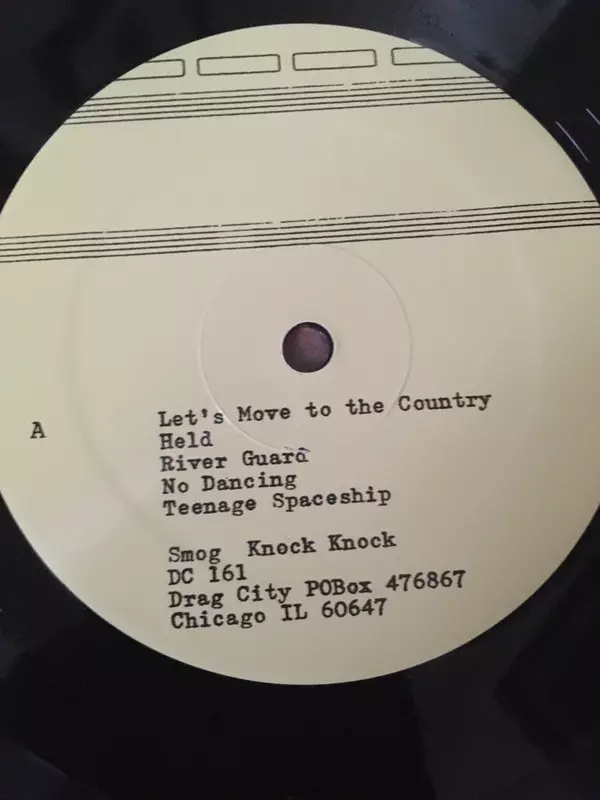 A
Let's Move to the Country
Held
River Guard
No Dancing
Teenage Spaceship
Smog Knock Knock
DC 161
Drag City POBox 476867
Chicago IL 60647